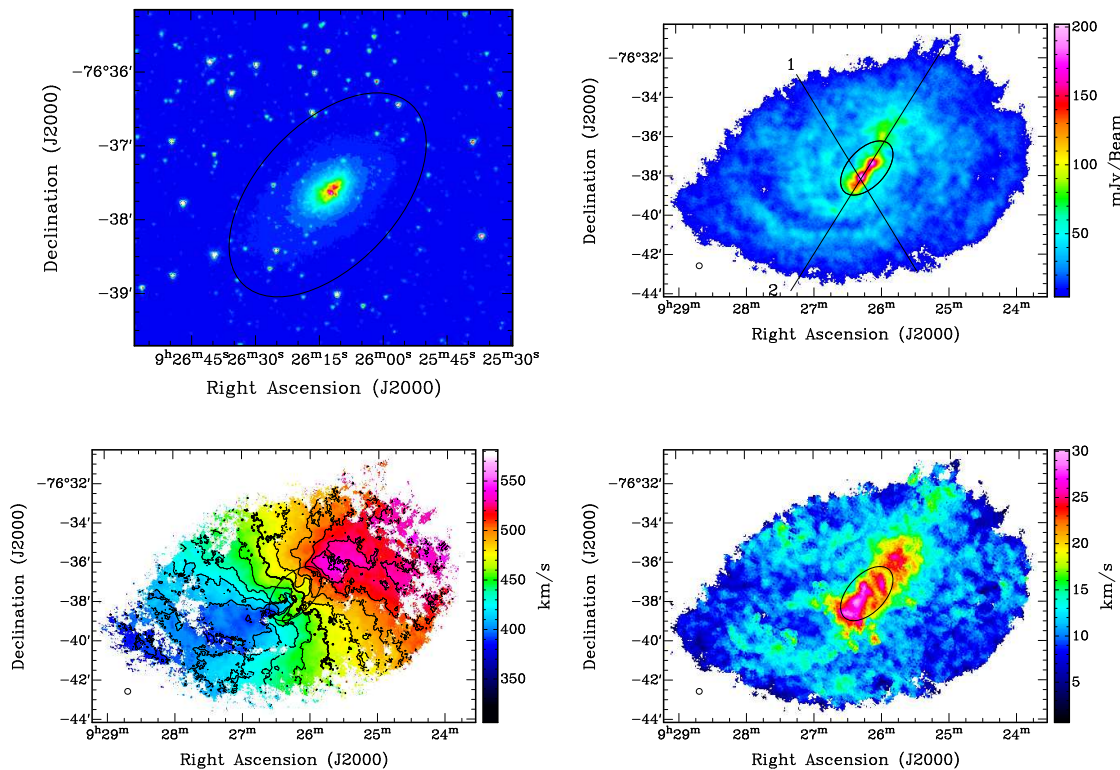 −76°36′
−37′
−38′
−39′
Declination (J2000)
9ʰ26ᵐ45ˢ 26ᵐ30ˢ 26ᵐ15ˢ 26ᵐ00ˢ 25ᵐ45ˢ 25ᵐ30ˢ
Right Ascension (J2000)
−76°32′
−34′
−36′
−38′
−40′
−42′
−44′
Declination (J2000)
1
2
9ʰ29ᵐ 28ᵐ 27ᵐ 26ᵐ 25ᵐ 24ᵐ
Right Ascension (J2000)
200
150
100
50
mJy/Beam
−76°32′
−34′
−36′
−38′
−40′
−42′
−44′
Declination (J2000)
9ʰ29ᵐ 28ᵐ 27ᵐ 26ᵐ 25ᵐ 24ᵐ
Right Ascension (J2000)
550
500
450
400
350
km/s
−76°32′
−34′
−36′
−38′
−40′
−42′
−44′
Declination (J2000)
9ʰ29ᵐ 28ᵐ 27ᵐ 26ᵐ 25ᵐ 24ᵐ
Right Ascension (J2000)
30
25
20
15
10
5
km/s